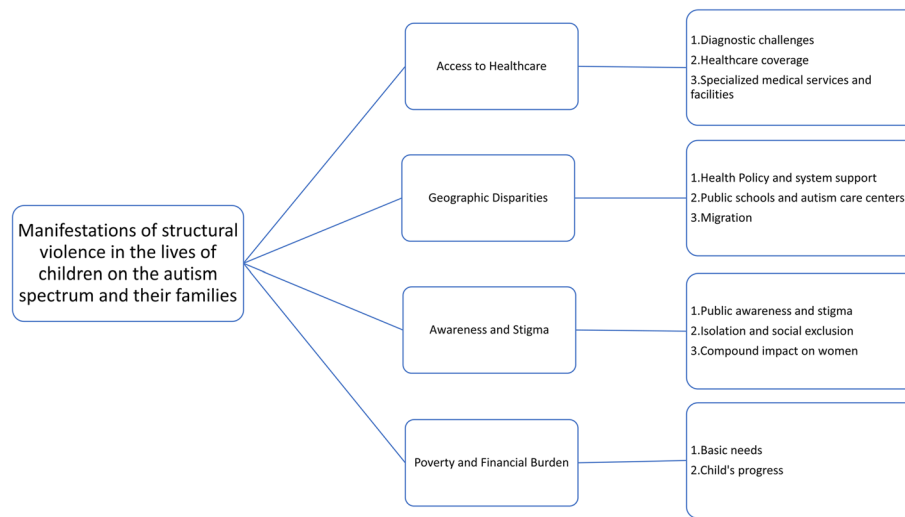 Manifestations of structural
violence in the lives of
children on the autism
spectrum and their families
Access to Healthcare
1.Diagnostic challenges
2.Healthcare coverage
3.Specialized medical services and
facilities
Geographic Disparities
1.Health Policy and system support
2.Public schools and autism care centers
3.Migration
Awareness and Stigma
1.Public awareness and stigma
2.Isolation and social exclusion
3.Compound impact on women
Poverty and Financial Burden
1.Basic needs
2.Child's progress